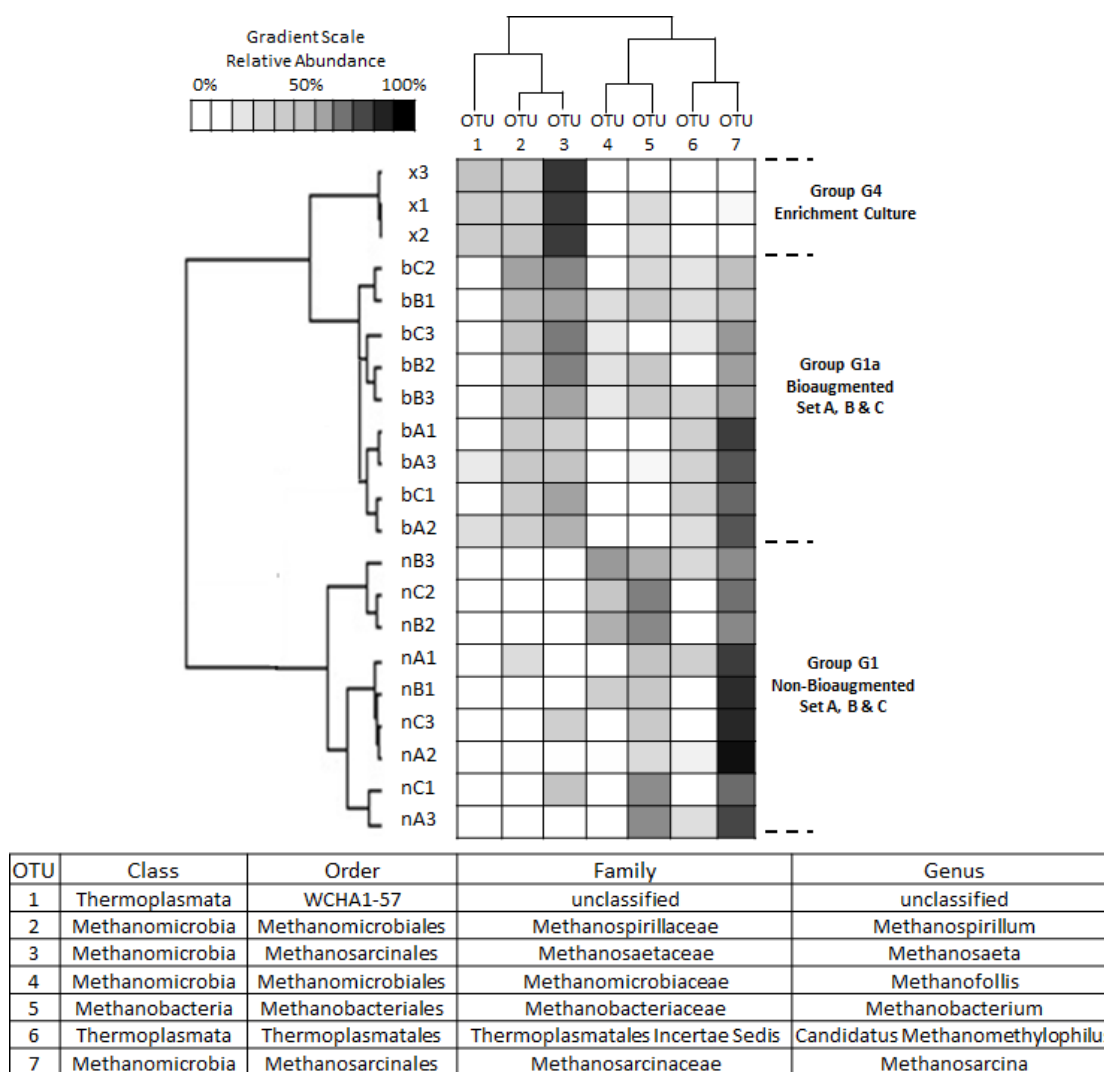 Gradient Scale
Relative Abundance
0% 50% 100%
OTU OTU OTU OTU OTU OTU OTU
1 2 3 4 5 6 7
x3
x1
x2
Group G4
Enrichment Culture
bC2
bB1
bC3
bB2
bB3
bA1
bA3
bC1
bA2
Group G1a
Bioaugmented
Set A, B & C
nB3
nC2
nB2
nA1
nB1
nC3
nA2
nC1
nA3
Group G1
Non-Bioaugmented
Set A, B & C
OTU Class Order Family Genus
1 Thermoplasmata WCHA1-57 unclassified unclassified
2 Methanomicrobia Methanomicrobiales Methanospirillaceae Methanospirillum
3 Methanomicrobia Methanosarcinales Methanosaetaceae Methanosaeta
4 Methanomicrobia Methanomicrobiales Methanomicrobiaceae Methanofollis
5 Methanobacteria Methanobacteriales Methanobacteriaceae Methanobacterium
6 Thermoplasmata Thermoplasmatales Thermoplasmatales Incertae Sedis Candidatus Methanomethylophilus
7 Methanomicrobia Methanosarcinales Methanosarcinaceae Methanosarcina